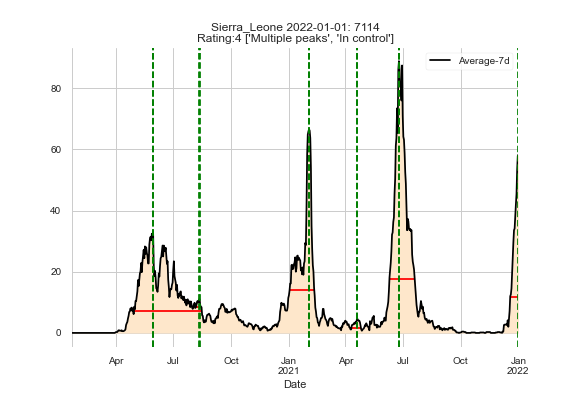 Sierra_Leone 2022-01-01: 7114
Rating:4 ['Multiple peaks', 'In control']
Average-7d
80
60
40
20
0
Apr Jul Oct Jan Apr Jul Oct Jan
2021 2022
Date